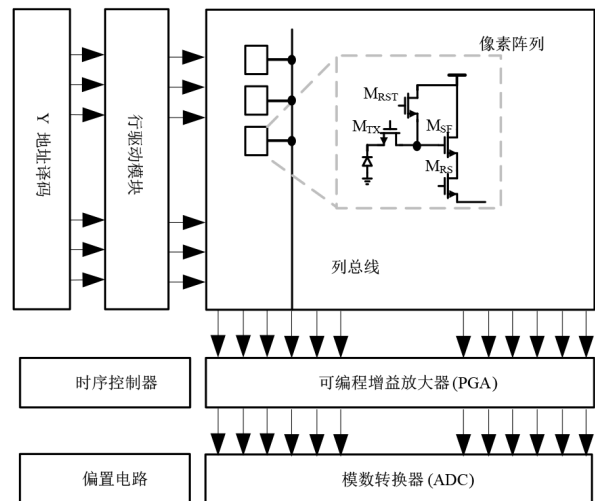 Y 地址译码
行驱动模块
像素阵列
MRST
MTX
MSF
MRS
列总线
时序控制器
可编程增益放大器(PGA)
偏置电路
模数转换器(ADC)